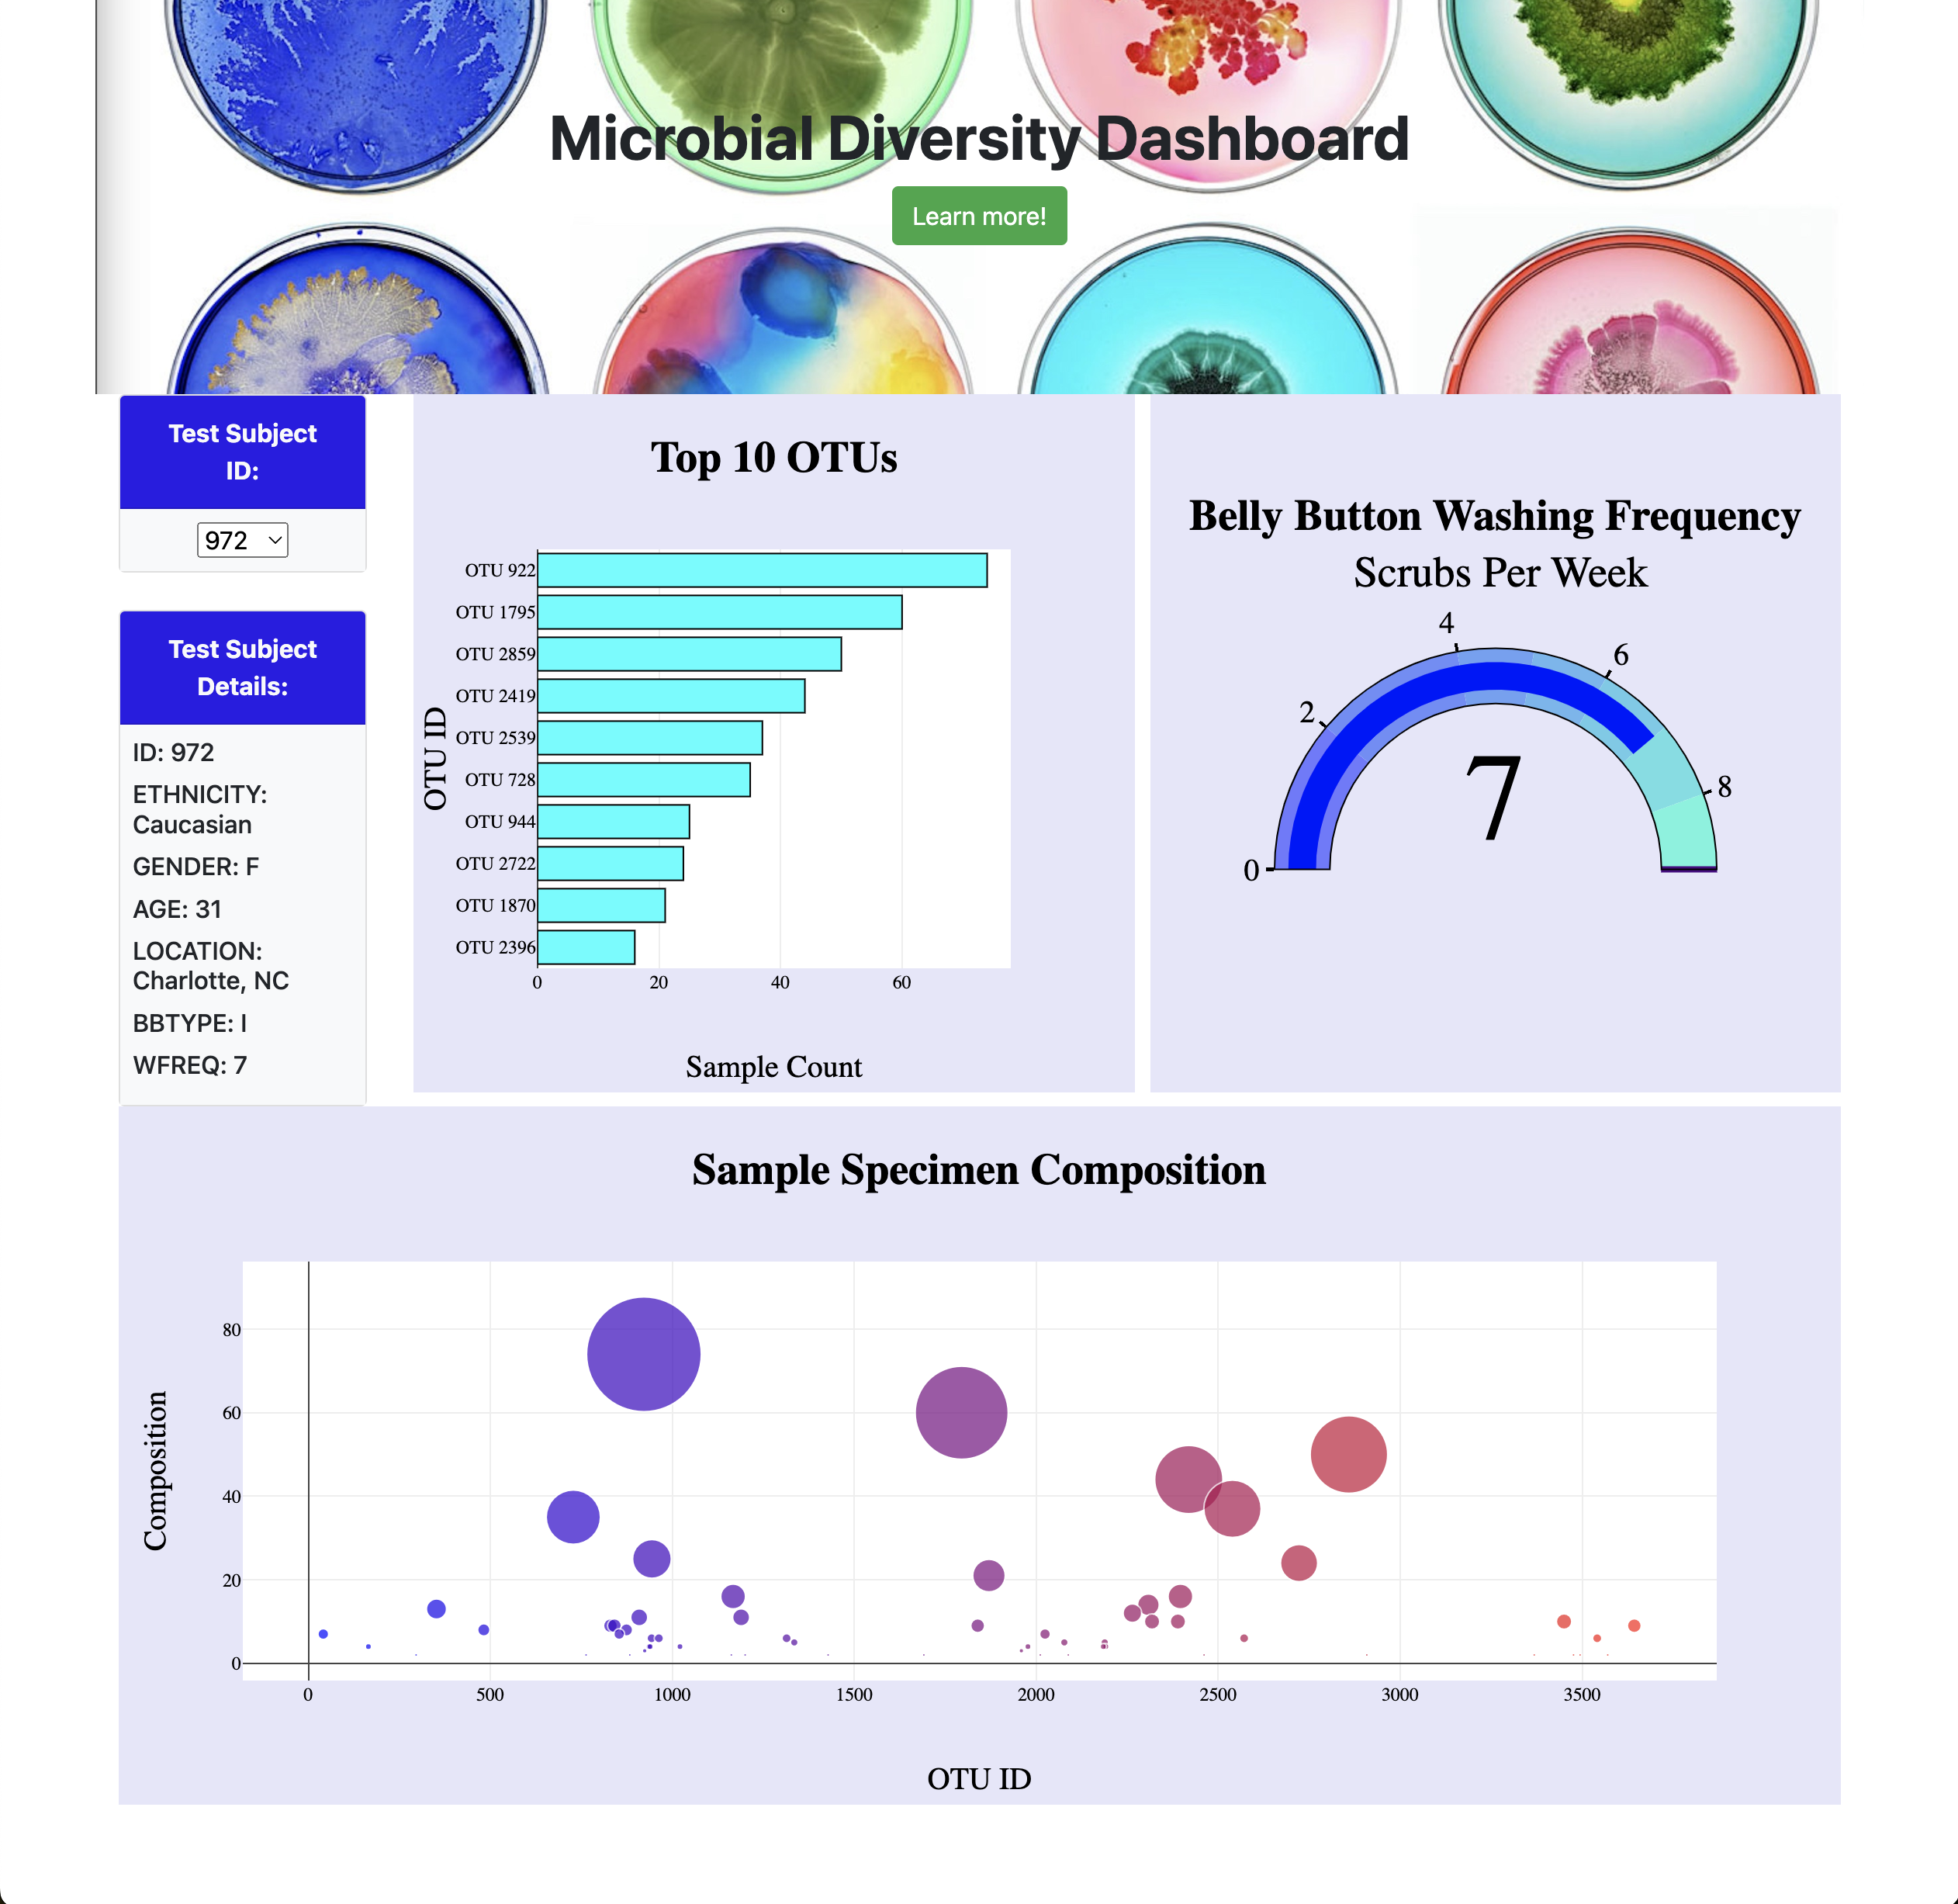 Microbial Diversity Dashboard
Learn more!
Test Subject
ID:
972
Test Subject
Details:
ID: 972
ETHNICITY:
Caucasian
GENDER: F
AGE: 31
LOCATION:
Charlotte, NC
BBTYPE: I
WFREQ: 7
Top 10 OTUs
OTU ID
OTU 922
OTU 1795
OTU 2859
OTU 2419
OTU 2539
OTU 728
OTU 944
OTU 2722
OTU 1870
OTU 2396
0 20 40 60
Sample Count
Belly Button Washing Frequency
Scrubs Per Week
0 2 4 6 8
7
Sample Specimen Composition
Composition
80
60
40
20
0
0 500 1000 1500 2000 2500 3000 3500
OTU ID